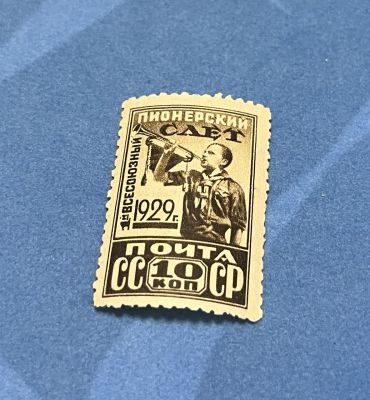 ПИОНЕРСКИЙ
СЛЕТ
1й ВСЕСОЮЗНЫЙ
1929г.
ПОЧТА
СС 10 СР
КОП